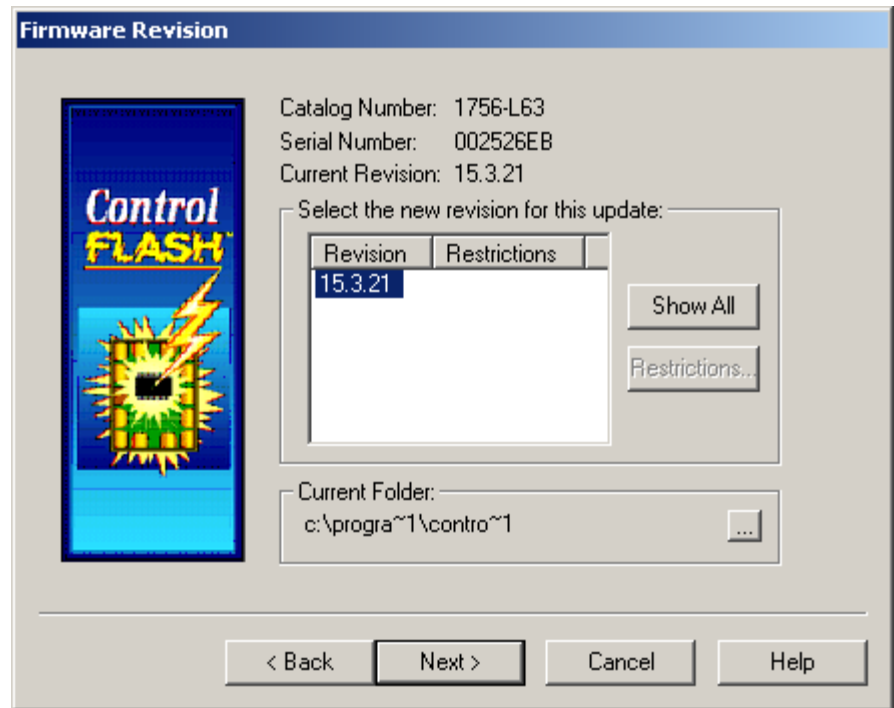 Firmware Revision
Control
FLASH™
Catalog Number: 1756-L63
Serial Number: 002526EB
Current Revision: 15.3.21
Select the new revision for this update:
Revision Restrictions
15.3.21
Show All
Restrictions...
Current Folder:
c:\progra~1\contro~1
...
< Back Next > Cancel Help